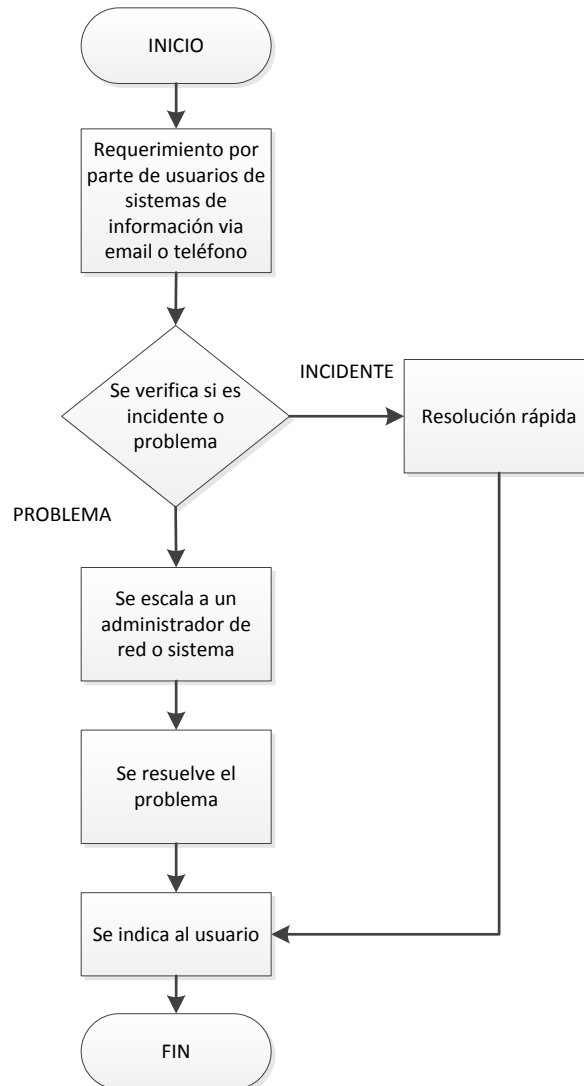 INICIO
Requerimiento por
parte de usuarios de
sistemas de
información via
email o teléfono
Se verifica si es
incidente o
problema
INCIDENTE
Resolución rápida
PROBLEMA
Se escala a un
administrador de
red o sistema
Se resuelve el
problema
Se indica al usuario
FIN